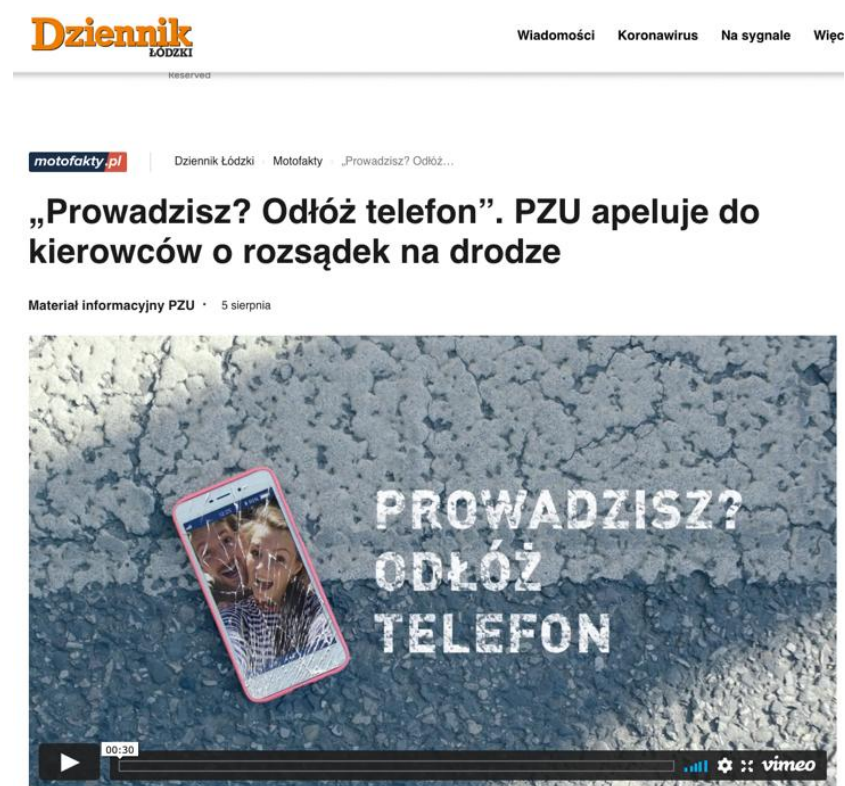 Dziennik
ŁÓDZKI
Wiadomości Koronawirus Na sygnale Więc
Reserved
motofakty.pl Dziennik Łódzki Motofakty „Prowadzisz? Odłóż...
„Prowadzisz? Odłóż telefon”. PZU apeluje do
kierowców o rozsądek na drodze
Materiał informacyjny PZU • 5 sierpnia
PROWADZISZ?
ODŁÓŻ
TELEFON
00:30
vimeo